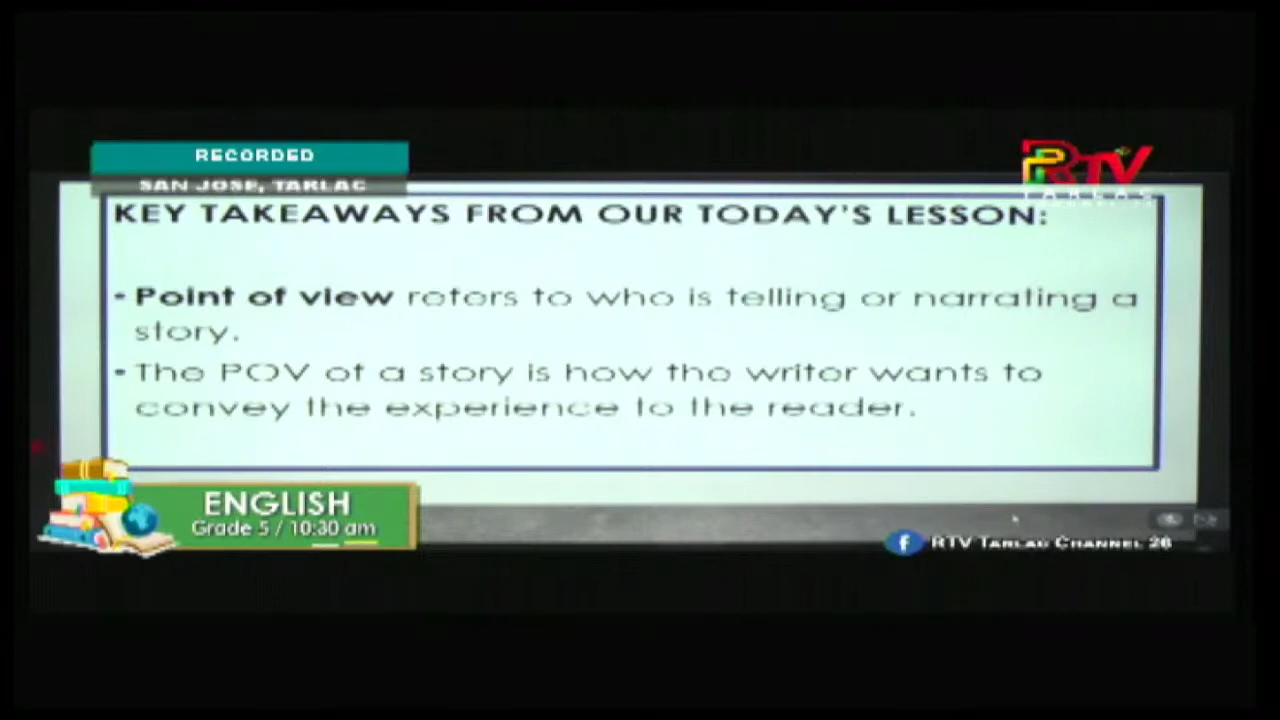 RECORDED
SAN JOSE, TARLAC
RTV
TARLAC
KEY TAKEAWAYS FROM OUR TODAY'S LESSON:
• Point of view refers to who is telling or narrating a
story.
• The POV of a story is how the writer wants to
convey the experience to the reader.
ENGLISH
Grade 5 / 10:30 am
f RTV TARLAC CHANNEL 26